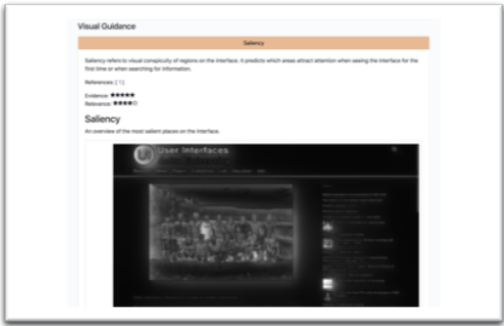 Visual Guidance
Saliency
Saliency refers to visual conspicuity of regions on the interface. It predicts which areas attract attention when seeing the interface for the
first time or when searching for information.
References: [ 1 ]
Evidence: ★★★★★
Relevance: ★★★★☆
Saliency
An overview of the most salient places on the interface.
User Interfaces